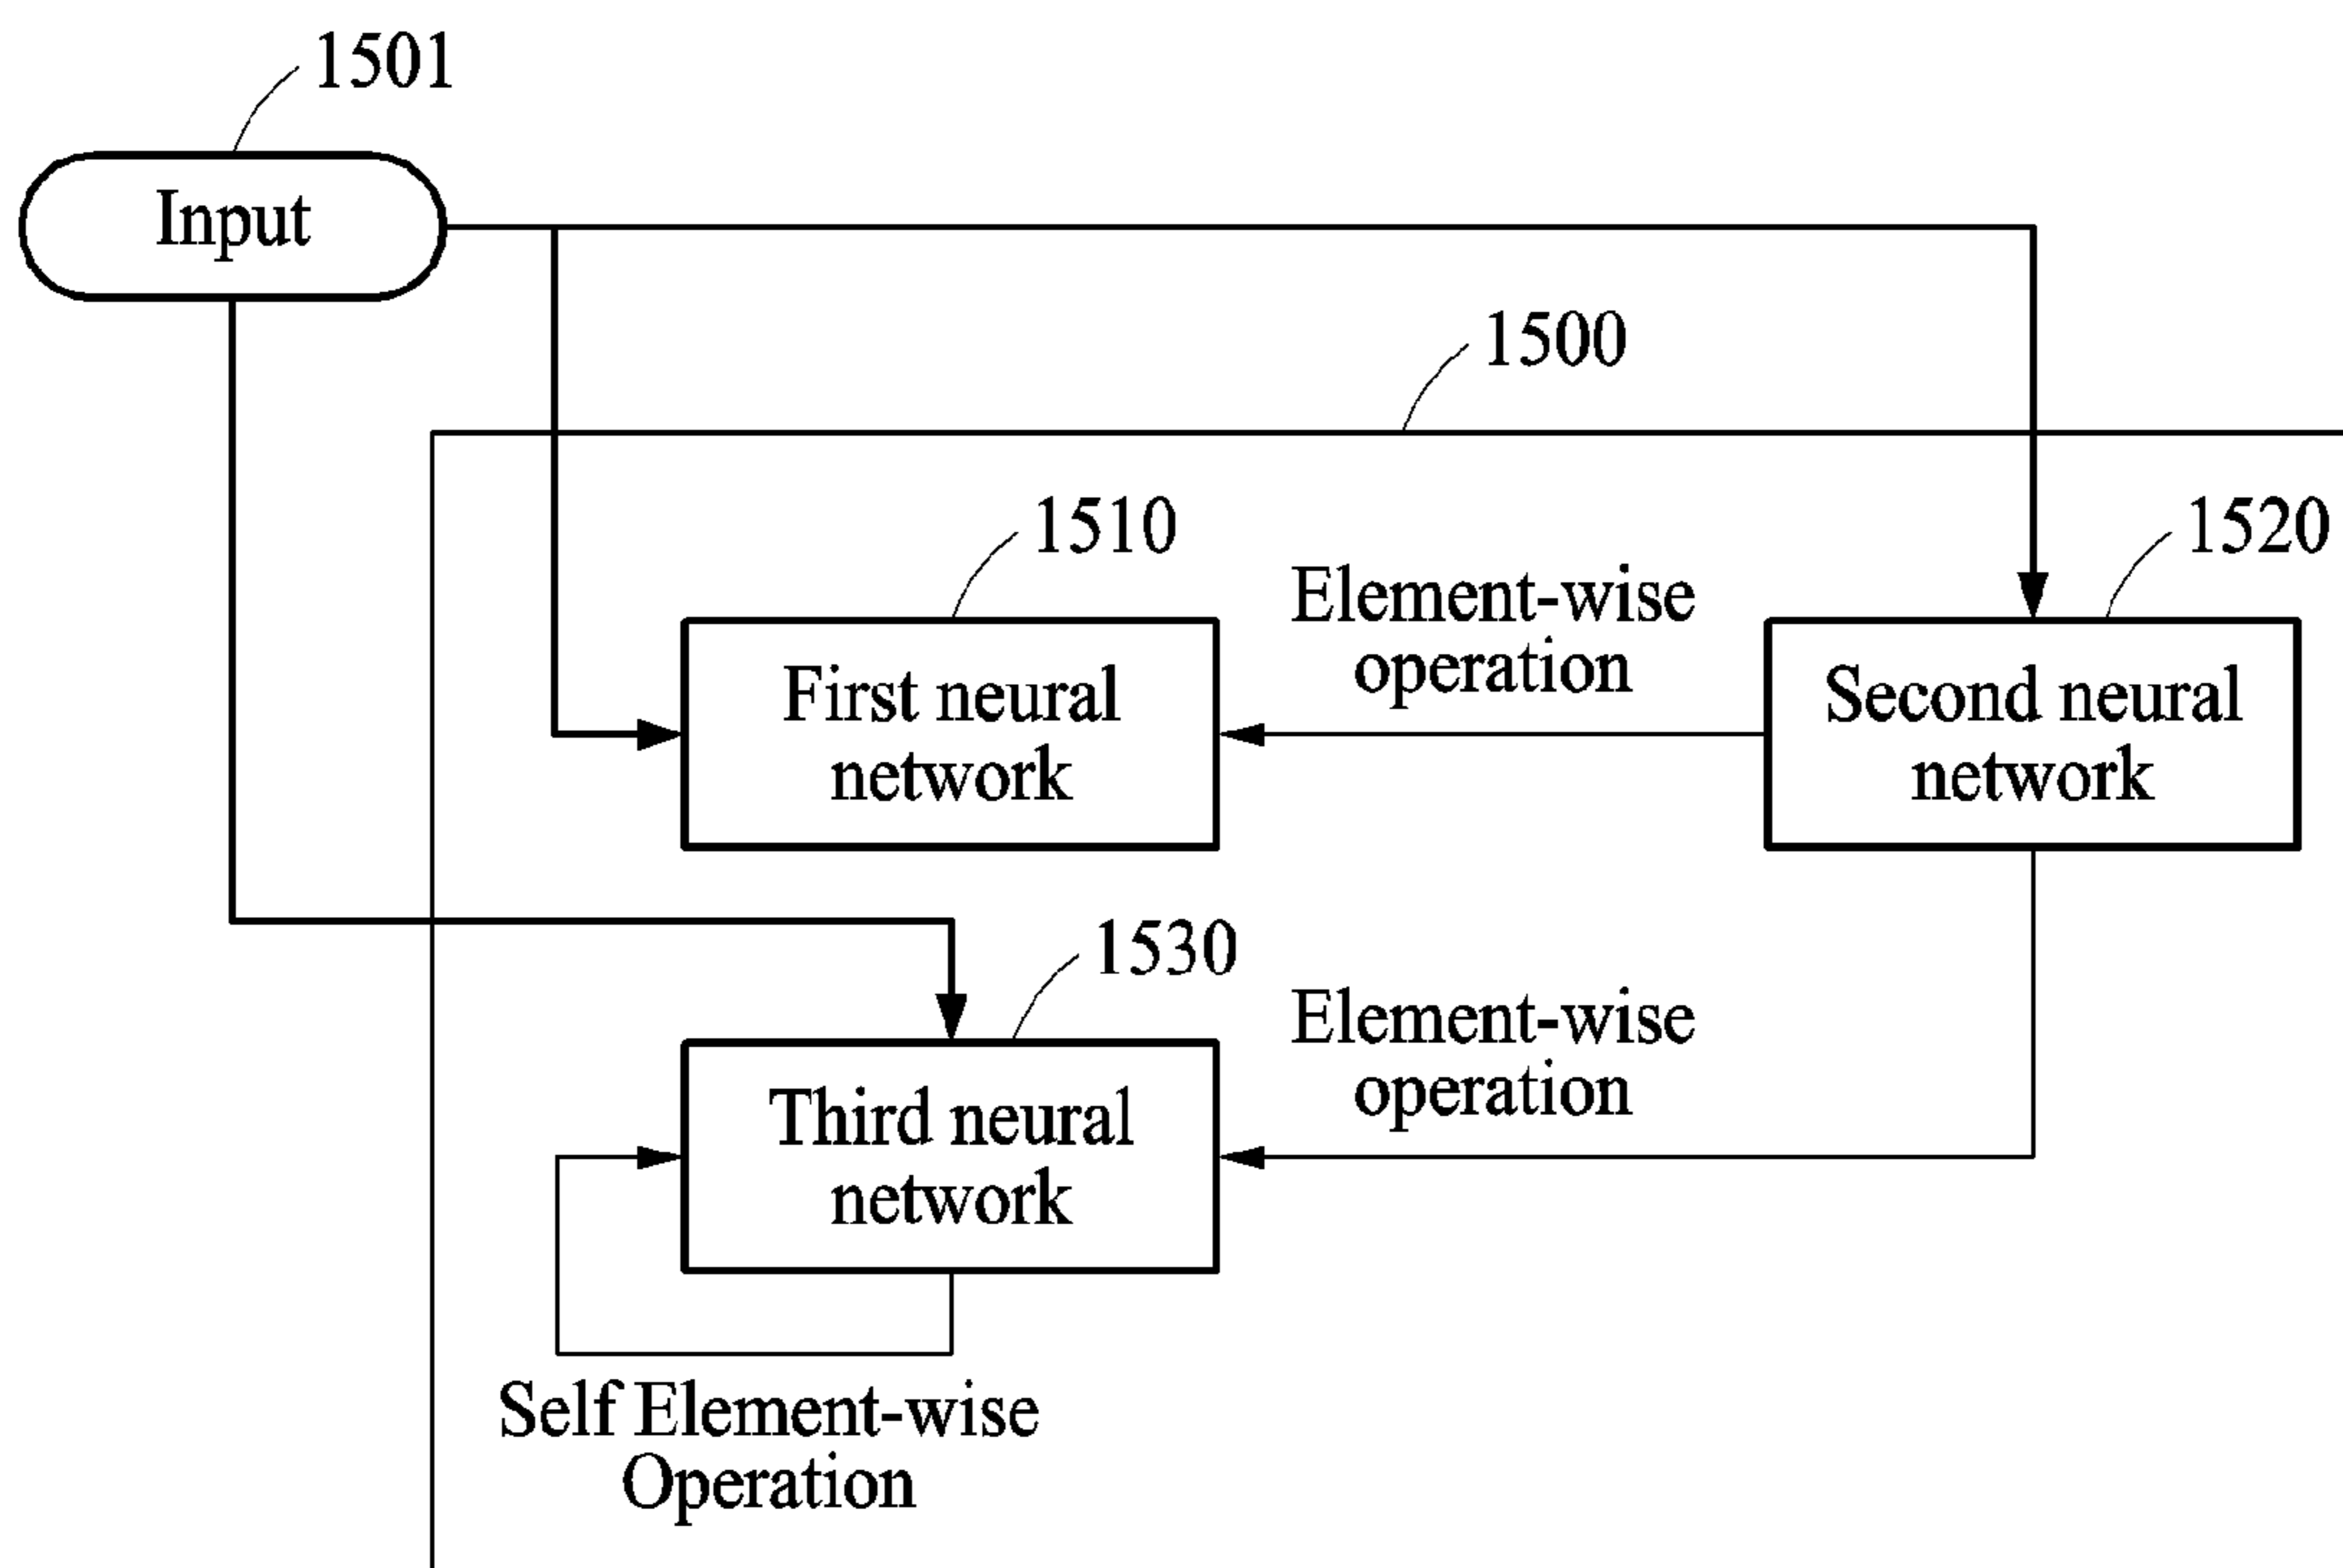 1501
Input
1500
1510
1520
Element-wise
operation
First neural
network
Second neural
network
1530
Element-wise
operation
Third neural
network
Self Element-wise
Operation